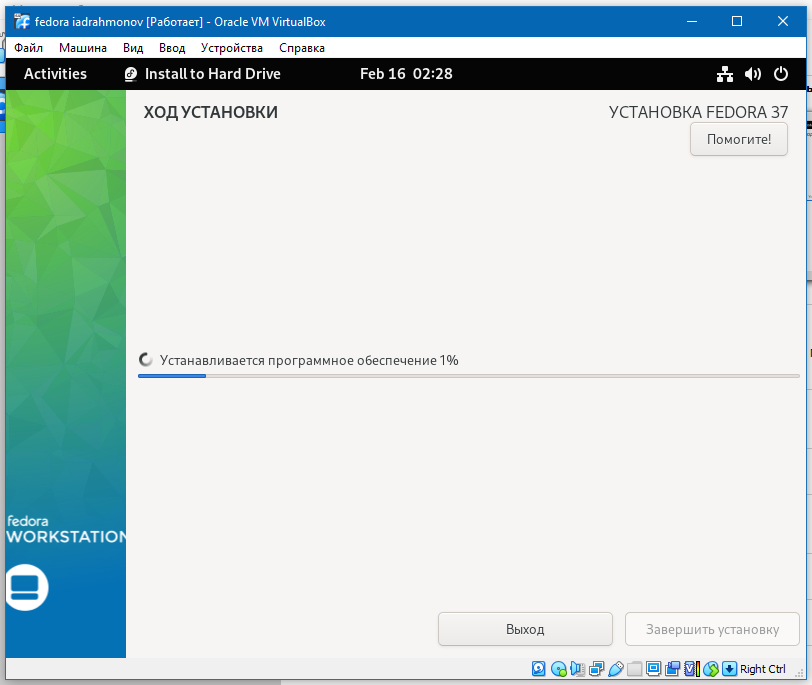 fedora iadrahmonov [Работает] - Oracle VM VirtualBox
Файл Машина Вид Ввод Устройства Справка
Activities Install to Hard Drive Feb 16 02:28
ХОД УСТАНОВКИ УСТАНОВКА FEDORA 37
Помогите!
Устанавливается программное обеспечение 1%
fedora
WORKSTATION
Выход Завершить установку
Right Ctrl